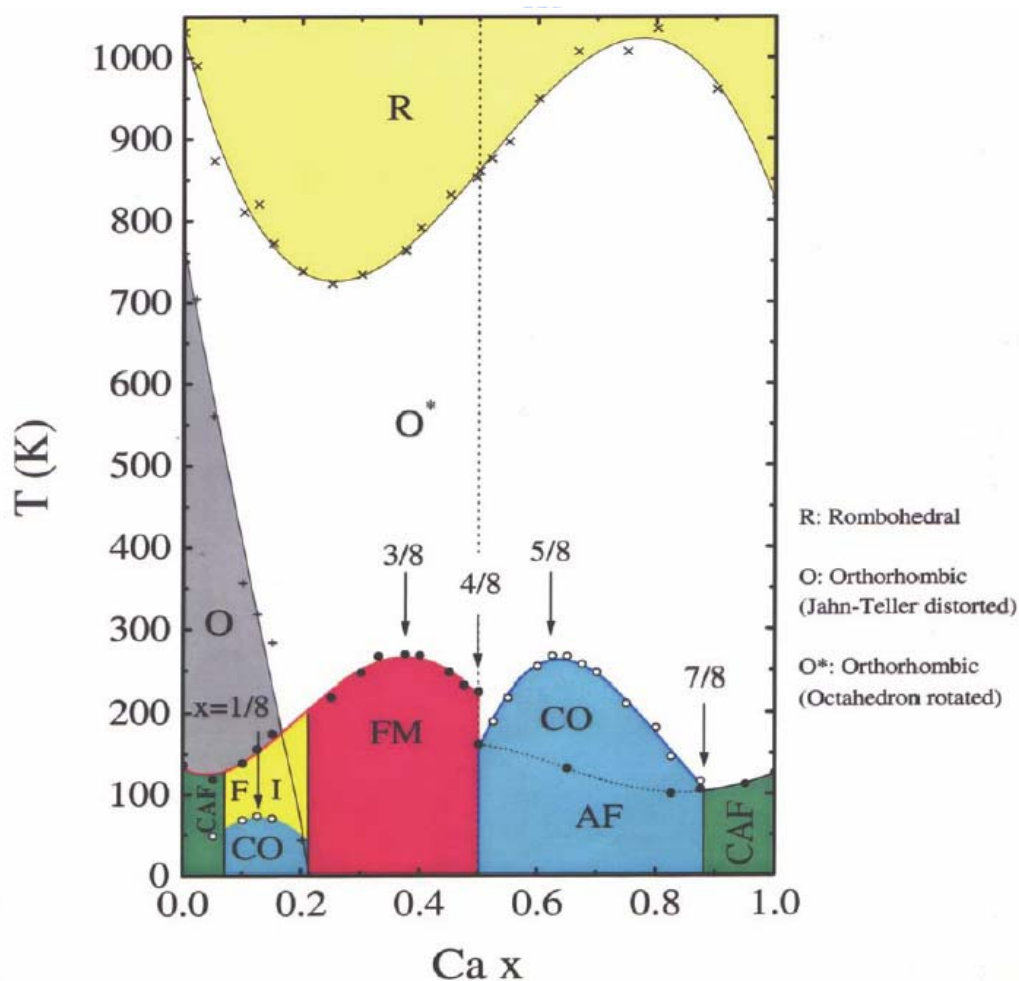 1000
900
800
700
600
500
400
300
200
100
0
T (K)
R
O*
O
3/8
4/8
5/8
7/8
x=1/8
CAF
F I
CO
FM
CO
AF
CAF
0.0 0.2 0.4 0.6 0.8 1.0
Ca x
R: Rombohedral
O: Orthorhombic
(Jahn-Teller distorted)
O*: Orthorhombic
(Octahedron rotated)